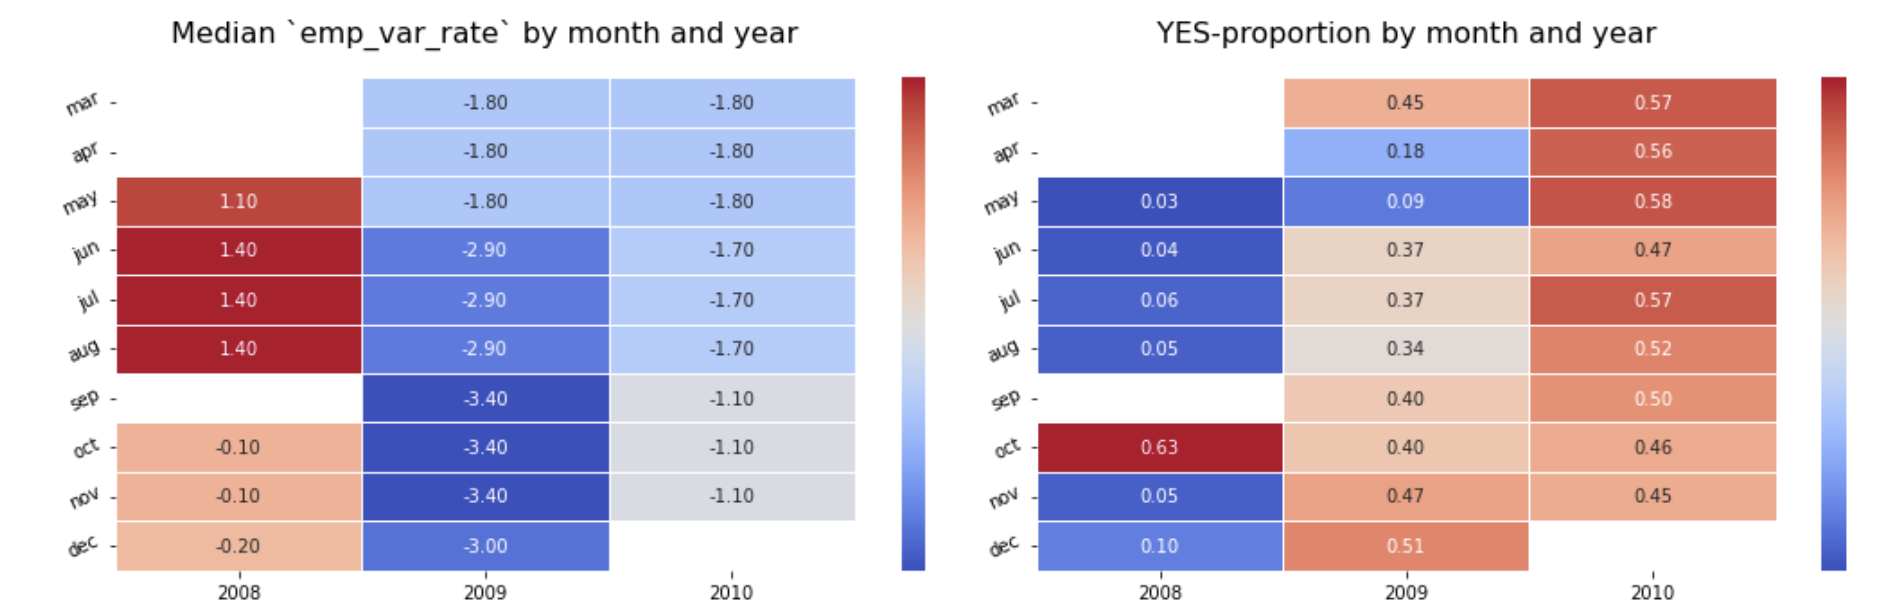 Median `emp_var_rate` by month and year
mar -1.80 -1.80
apr -1.80 -1.80
may 1.10 -1.80 -1.80
jun 1.40 -2.90 -1.70
jul 1.40 -2.90 -1.70
aug 1.40 -2.90 -1.70
sep -3.40 -1.10
oct -0.10 -3.40 -1.10
nov -0.10 -3.40 -1.10
dec -0.20 -3.00
2008 2009 2010
YES-proportion by month and year
mar 0.45 0.57
apr 0.18 0.56
may 0.03 0.09 0.58
jun 0.04 0.37 0.47
jul 0.06 0.37 0.57
aug 0.05 0.34 0.52
sep 0.40 0.50
oct 0.63 0.40 0.46
nov 0.05 0.47 0.45
dec 0.10 0.51
2008 2009 2010